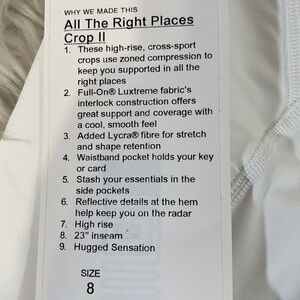 WHY WE MADE THIS
All The Right Places
Crop II
1. These high-rise, cross-sport
crops use zoned compression to
keep you supported in all the
right places
2. Full-On® Luxtreme fabric's
interlock construction offers
great support and coverage with
a cool, smooth feel
3. Added Lycra® fibre for stretch
and shape retention
4. Waistband pocket holds your key
or card
5. Stash your essentials in the
side pockets
6. Reflective details at the hem
help keep you on the radar
7. High rise
8. 23" inseam
9. Hugged Sensation
SIZE
8